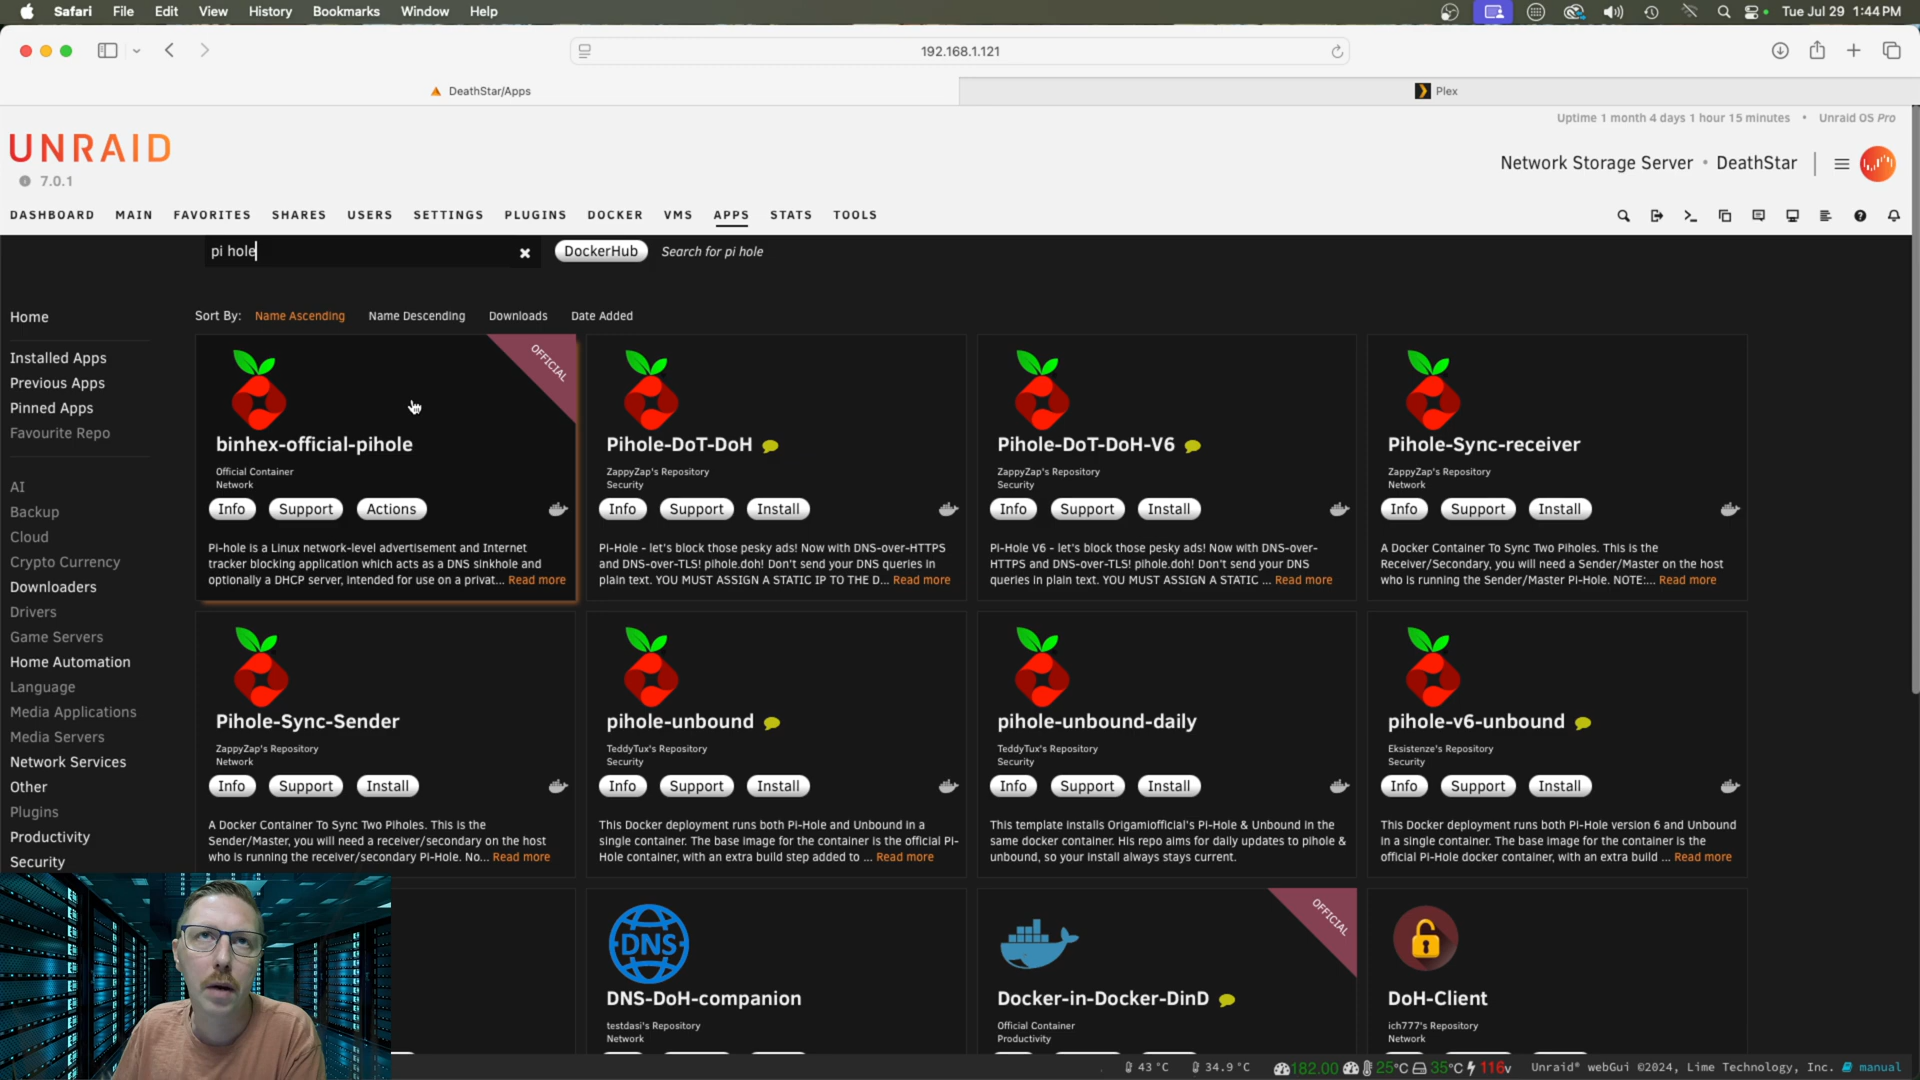 Safari File Edit View History Bookmarks Window Help
Tue Jul 29 1:44 PM
192.168.1.121
DeathStar/Apps
Plex
Uptime 1 month 4 days 1 hour 15 minutes • Unraid OS Pro
UNRAID
7.0.1
Network Storage Server • DeathStar
DASHBOARD MAIN FAVORITES SHARES USERS SETTINGS PLUGINS DOCKER VMS APPS STATS TOOLS
pi hole
DockerHub
Search for pi hole
Sort By: Name Ascending Name Descending Downloads Date Added
Home
Installed Apps
Previous Apps
Pinned Apps
Favourite Repo
AI
Backup
Cloud
Crypto Currency
Downloaders
Drivers
Game Servers
Home Automation
Language
Media Applications
Media Servers
Network Services
Other
Plugins
Productivity
Security
OFFICIAL
binhex-official-pihole
Official Container
Network
Info Support Actions
Pi-hole is a Linux network-level advertisement and Internet
tracker blocking application which acts as a DNS sinkhole and
optionally a DHCP server, intended for use on a privat... Read more
Pihole-DoT-DoH
ZappyZap's Repository
Security
Info Support Install
Pi-Hole - let's block those pesky ads! Now with DNS-over-HTTPS
and DNS-over-TLS! pihole.doh! Don't send your DNS queries in
plain text. YOU MUST ASSIGN A STATIC IP TO THE D... Read more
Pihole-DoT-DoH-V6
ZappyZap's Repository
Security
Info Support Install
Pi-Hole V6 - let's block those pesky ads! Now with DNS-over-
HTTPS and DNS-over-TLS! pihole.doh! Don't send your DNS
queries in plain text. YOU MUST ASSIGN A STATIC ... Read more
Pihole-Sync-receiver
ZappyZap's Repository
Network
Info Support Install
A Docker Container To Sync Two Piholes. This is the
Receiver/Secondary, you will need a Sender/Master on the host
who is running the Sender/Master Pi-Hole. NOTE:... Read more
Pihole-Sync-Sender
ZappyZap's Repository
Network
Info Support Install
A Docker Container To Sync Two Piholes. This is the
Sender/Master, you will need a receiver/secondary on the host
who is running the receiver/secondary Pi-Hole. No... Read more
pihole-unbound
TeddyTux's Repository
Security
Info Support Install
This Docker deployment runs both Pi-Hole and Unbound in a
single container. The base image for the container is the official Pi-
Hole container, with an extra build step added to ... Read more
pihole-unbound-daily
TeddyTux's Repository
Security
Info Support Install
This template installs Origamiofficial's Pi-Hole & Unbound in the
same docker container. His repo aims for daily updates to pihole &
unbound, so your install always stays current.
pihole-v6-unbound
Eksistenze's Repository
Security
Info Support Install
This Docker deployment runs both Pi-Hole version 6 and Unbound
in a single container. The base image for the container is the
official Pi-Hole docker container, with an extra build ... Read more
DNS
DNS-DoH-companion
testdasi's Repository
Network
OFFICIAL
Docker-in-Docker-DinD
Official Container
Productivity
DoH-Client
ich777's Repository
Network
43 °C 34.9 °C 182.00 25°C 35°C 116v Unraid® webGui ©2024, Lime Technology, Inc. manual